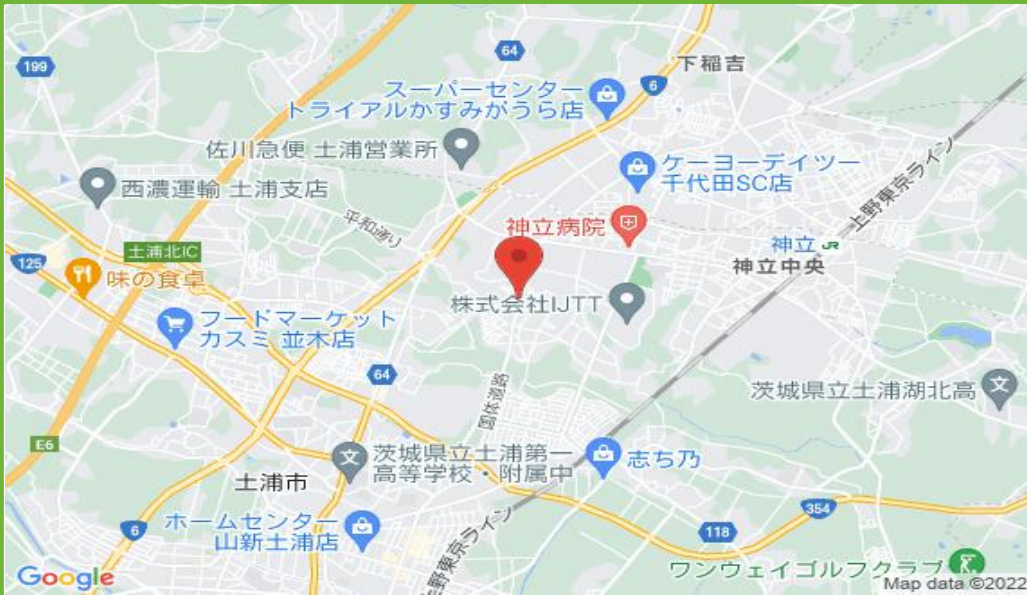 64
199
下稲吉
スーパーセンター
トライアルかすみがうら店
6
佐川急便 土浦営業所
ケーヨーデイツー
千代田SC店
西濃運輸 土浦支店
上野東京ライン
平和通り
神立病院
土浦北IC
神立 JR
神立中央
125
味の食卓
株式会社IJTT
フードマーケット
カスミ 並木店
64
国体道路
茨城県立土浦湖北高
E6
茨城県立土浦第一
高等学校・附属中
志ち乃
土浦市
354
ホームセンター
山新土浦店
6
118
上野東京ライン
ワンウェイゴルフクラブ
Google
Map data ©2022